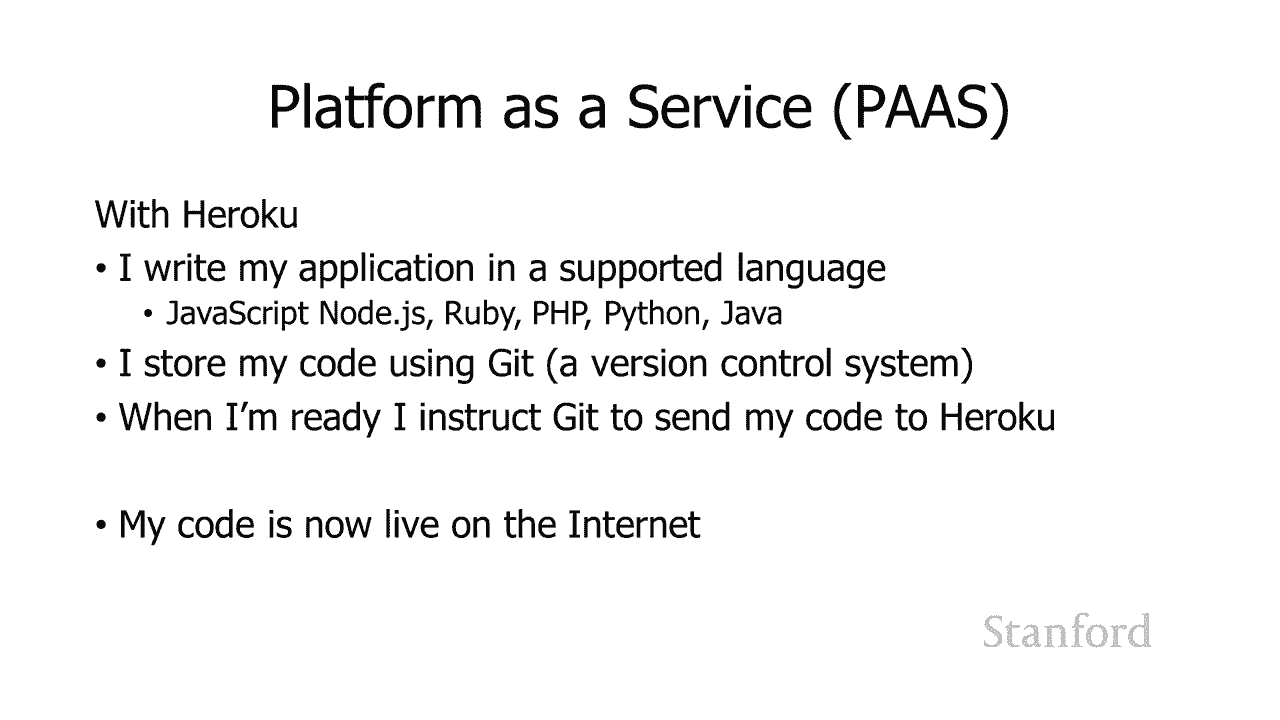 Platform as a Service (PAAS)
With Heroku
• I write my application in a supported language
• JavaScript Node.js, Ruby, PHP, Python, Java
• I store my code using Git (a version control system)
• When I’m ready I instruct Git to send my code to Heroku
• My code is now live on the Internet
Stanford